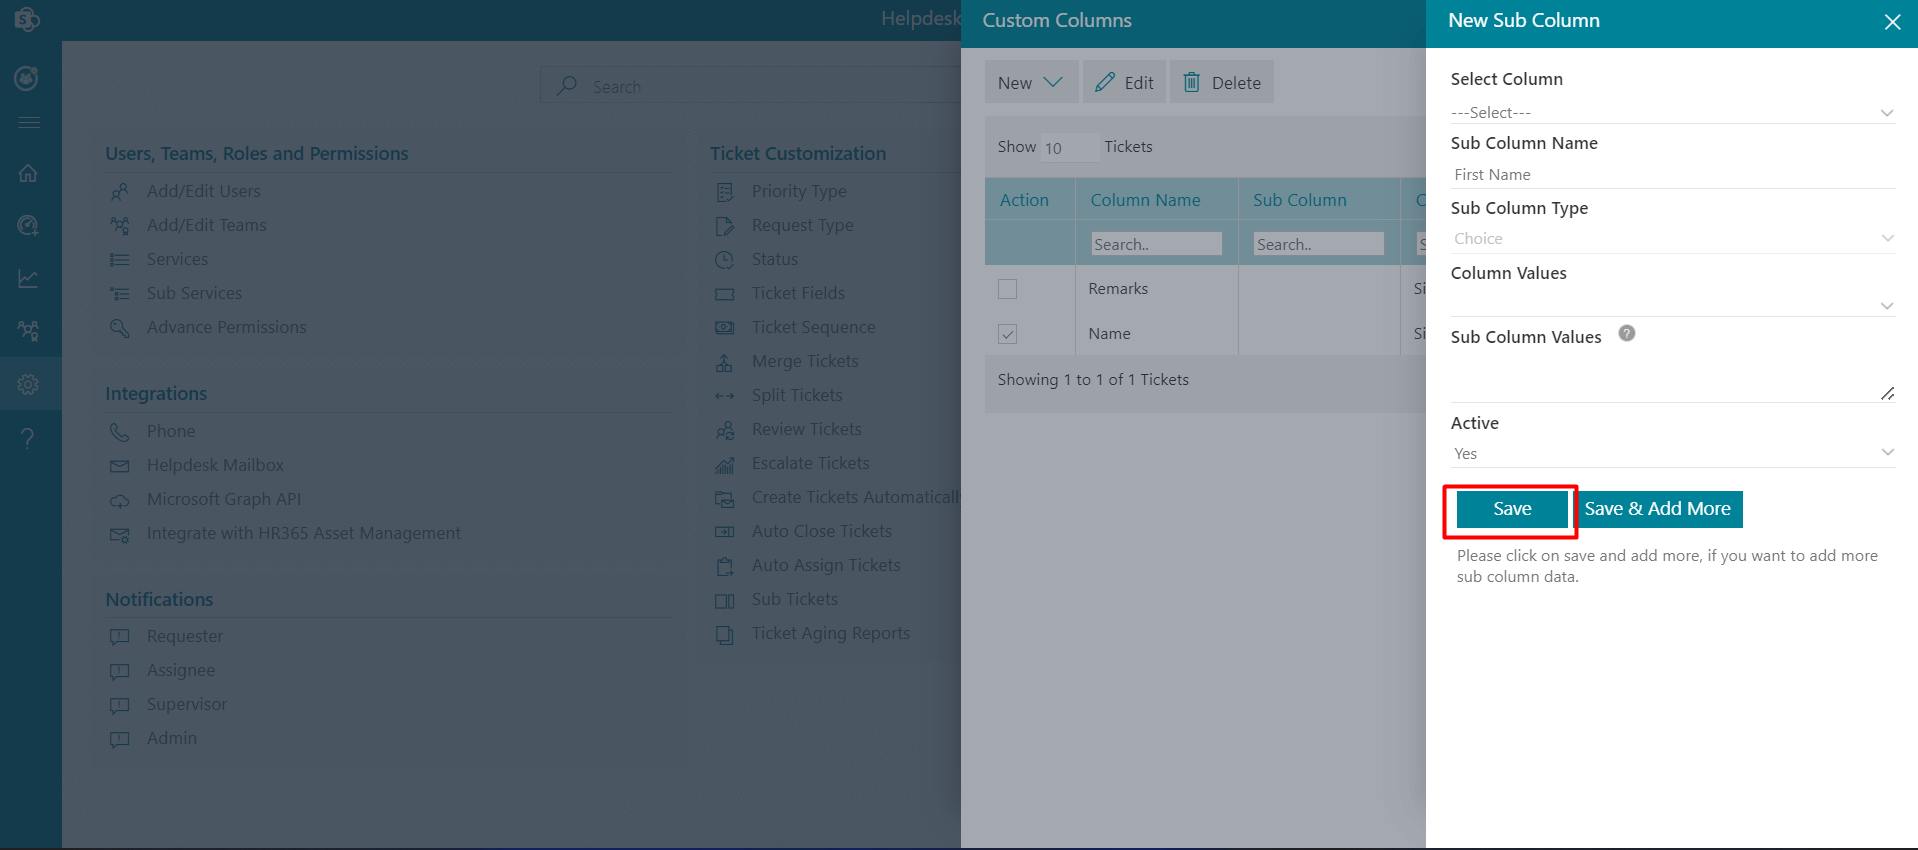 Helpdesk
Search
Users, Teams, Roles and Permissions
Add/Edit Users
Add/Edit Teams
Services
Sub Services
Advance Permissions
Integrations
Phone
Helpdesk Mailbox
Microsoft Graph API
Integrate with HR365 Asset Management
Notifications
Requester
Assignee
Supervisor
Admin
Ticket Customization
Priority Type
Request Type
Status
Ticket Fields
Ticket Sequence
Merge Tickets
Split Tickets
Review Tickets
Escalate Tickets
Create Tickets Automatically
Auto Close Tickets
Auto Assign Tickets
Sub Tickets
Ticket Aging Reports
Custom Columns
New
Edit
Delete
Show 10 Tickets
Action Column Name Sub Column C
Search.. Search.. S
Remarks Si
Name Si
Showing 1 to 1 of 1 Tickets
New Sub Column
Select Column
---Select---
Sub Column Name
First Name
Sub Column Type
Choice
Column Values
Sub Column Values ?
Active
Yes
Save
Save & Add More
Please click on save and add more, if you want to add more
sub column data.